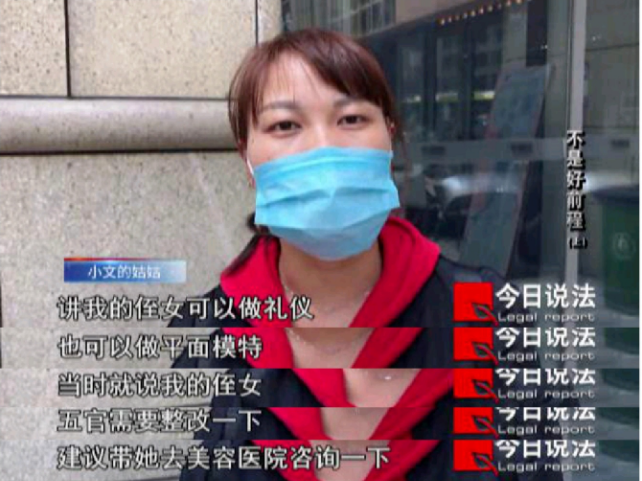 不是好前程(上)
小文的姑姑
讲我的侄女可以做礼仪
今日说法
Legal report
也可以做平面模特
今日说法
Legal report
当时就说我的侄女
今日说法
Legal report
五官需要整改一下
今日说法
Legal report
建议带她去美容医院咨询一下
今日说法
Legal report